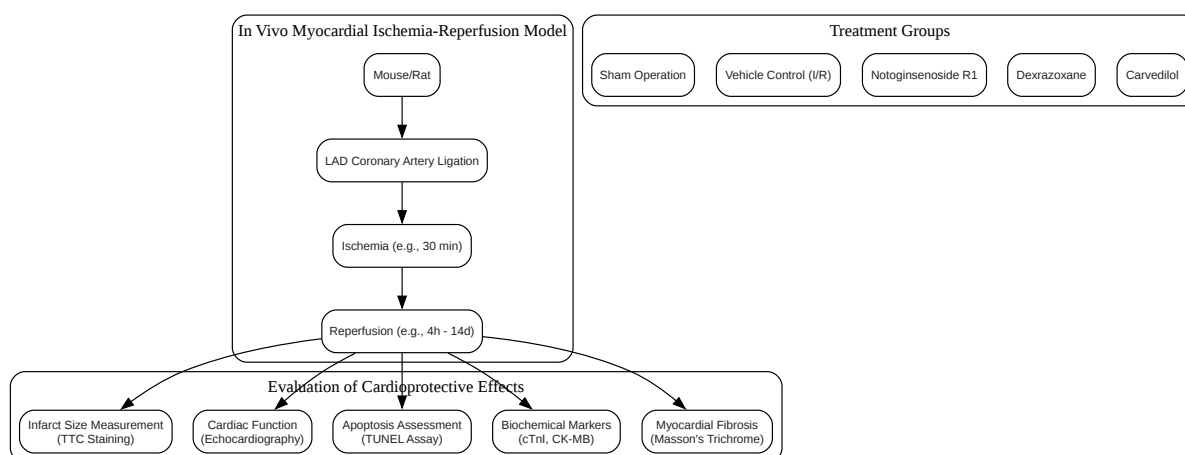 In Vivo Myocardial Ischemia-Reperfusion Model
Mouse/Rat
LAD Coronary Artery Ligation
Ischemia (e.g., 30 min)
Reperfusion (e.g., 4h - 14d)
Treatment Groups
Sham Operation
Vehicle Control (I/R)
Notoginsenoside R1
Dexrazoxane
Carvedilol
Evaluation of Cardioprotective Effects
Infarct Size Measurement
(TTC Staining)
Cardiac Function
(Echocardiography)
Apoptosis Assessment
(TUNEL Assay)
Biochemical Markers
(cTnI, CK-MB)
Myocardial Fibrosis
(Masson's Trichrome)